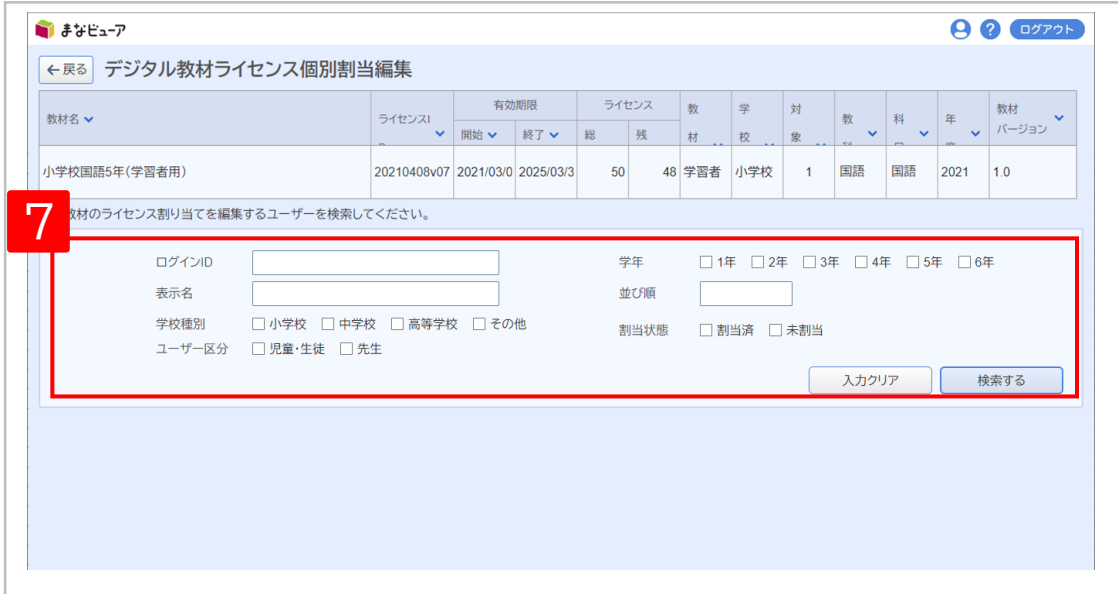 まなビューア
? ログアウト
←戻る デジタル教材ライセンス個別割当編集
教材名 ライセンスI 有効期限 ライセンス 教材 学校 対象 教 科 年 教材バージョン
開始 終了 総 残
小学校国語5年(学習者用) 20210408v07 2021/03/0 2025/03/3 50 48 学習者 小学校 1 国語 国語 2021 1.0
7 教材のライセンス割り当てを編集するユーザーを検索してください。
ログインID 学年 1年 2年 3年 4年 5年 6年
表示名 並び順
学校種別 小学校 中学校 高等学校 その他 割当状態 割当済 未割当
ユーザー区分 児童・生徒 先生
入力クリア 検索する